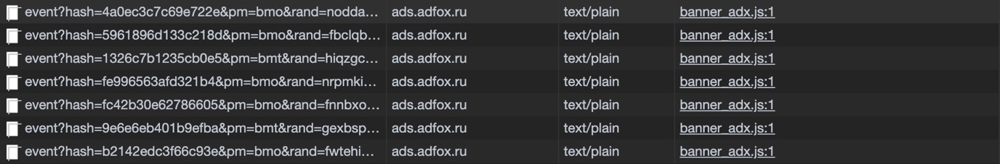 event?hash=4a0ec3c7c69e722e&pm=bmo&rand=nodda... ads.adfox.ru text/plain banner_adx.js:1
event?hash=5961896d133c218d&pm=bmo&rand=fbclqb... ads.adfox.ru text/plain banner_adx.js:1
event?hash=1326c7b1235cb0e5&pm=bmt&rand=hiqzgc... ads.adfox.ru text/plain banner_adx.js:1
event?hash=fe996563afd321b4&pm=bmo&rand=nrpmki... ads.adfox.ru text/plain banner_adx.js:1
event?hash=fc42b30e62786605&pm=bmo&rand=fnnbxo... ads.adfox.ru text/plain banner_adx.js:1
event?hash=9e6e6eb401b9efba&pm=bmt&rand=gexbsp... ads.adfox.ru text/plain banner_adx.js:1
event?hash=b2142edc3f66c93e&pm=bmo&rand=fwtehi... ads.adfox.ru text/plain banner_adx.js:1